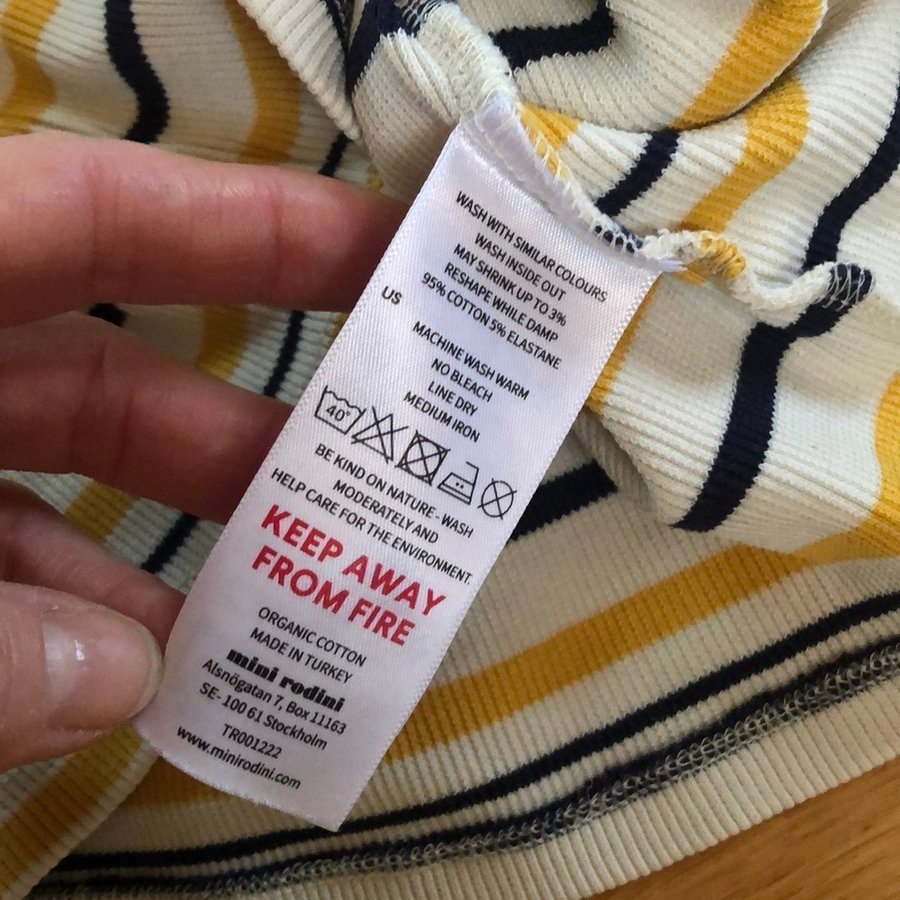 WASH WITH SIMILAR COLOURS
WASH INSIDE OUT
MAY SHRINK UP TO 3%
RESHAPE WHILE DAMP
95% COTTON 5% ELASTANE
US
MACHINE WASH WARM
NO BLEACH
LINE DRY
MEDIUM IRON
40°
BE KIND ON NATURE - WASH
MODERATELY AND
HELP CARE FOR THE ENVIRONMENT.
KEEP AWAY
FROM FIRE
ORGANIC COTTON
MADE IN TURKEY
mini rodini
Alsnögatan 7, Box 11163
SE- 100 61 Stockholm
TR001222
www.minirodini.com